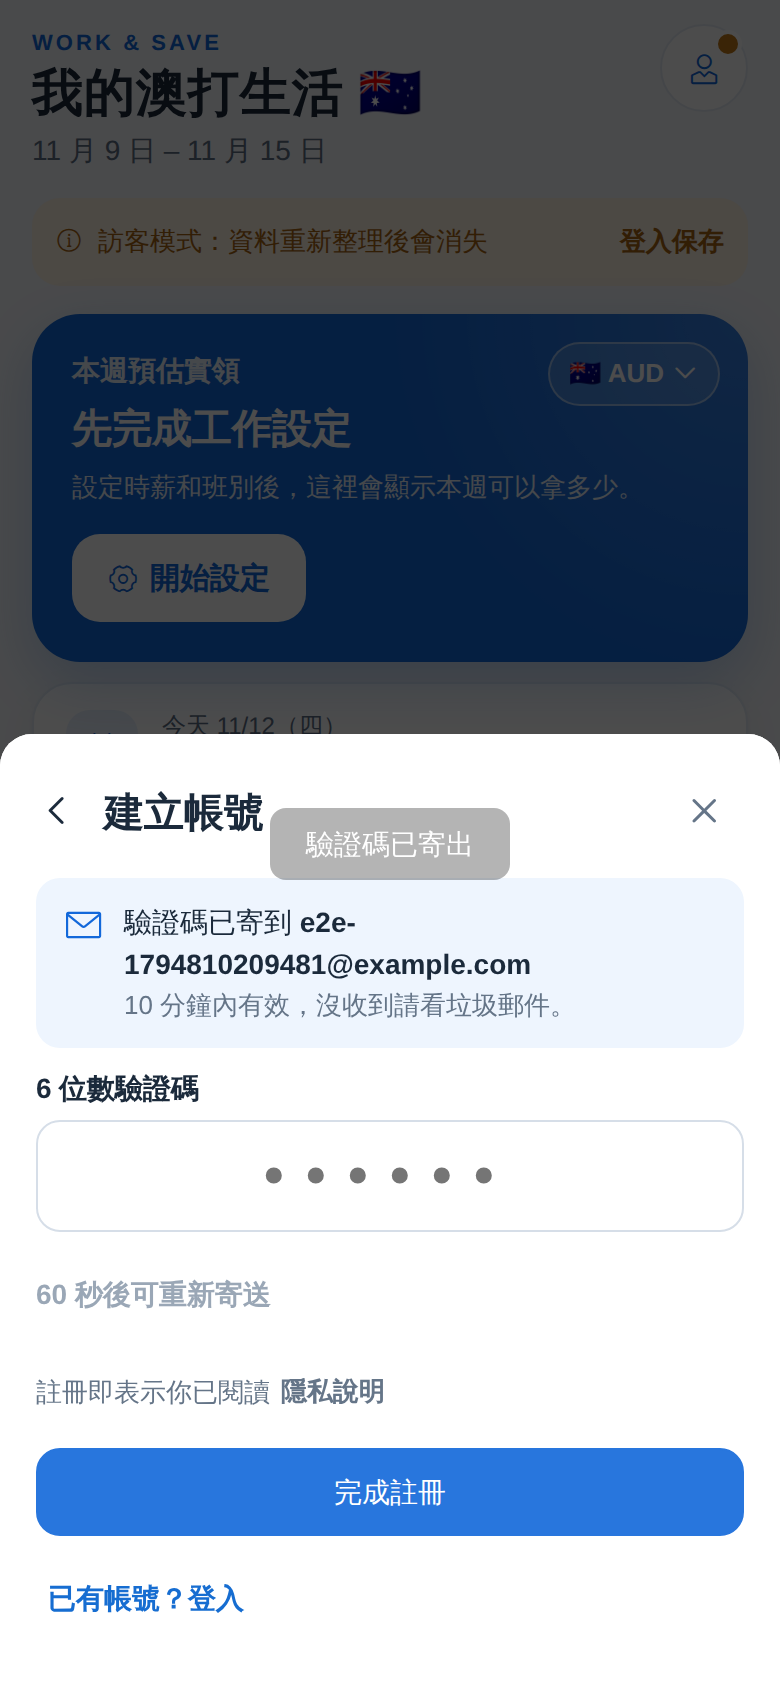 WORK & SAVE
我的澳打生活 🇦🇺
11 月 9 日 – 11 月 15 日
訪客模式：資料重新整理後會消失
登入保存
本週預估實領
🇦🇺 AUD
先完成工作設定
設定時薪和班別後，這裡會顯示本週可以拿多少。
開始設定
今天 11/12（四）
建立帳號
驗證碼已寄出
驗證碼已寄到 e2e-
1794810209481@example.com
10 分鐘內有效，沒收到請看垃圾郵件。
6 位數驗證碼
● ● ● ● ● ●
60 秒後可重新寄送
註冊即表示你已閱讀 隱私說明
完成註冊
已有帳號？登入